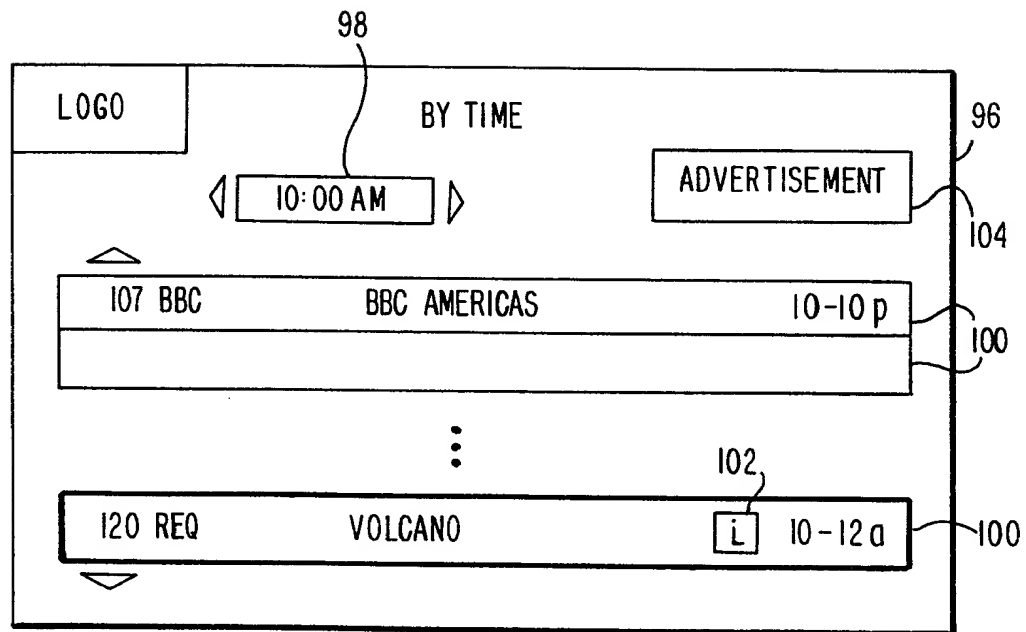 98
LOGO
BY TIME
96
10:00 AM
ADVERTISEMENT
104
107 BBC BBC AMERICAS 10-10 p
100
102
120 REQ VOLCANO i 10-12 a
100